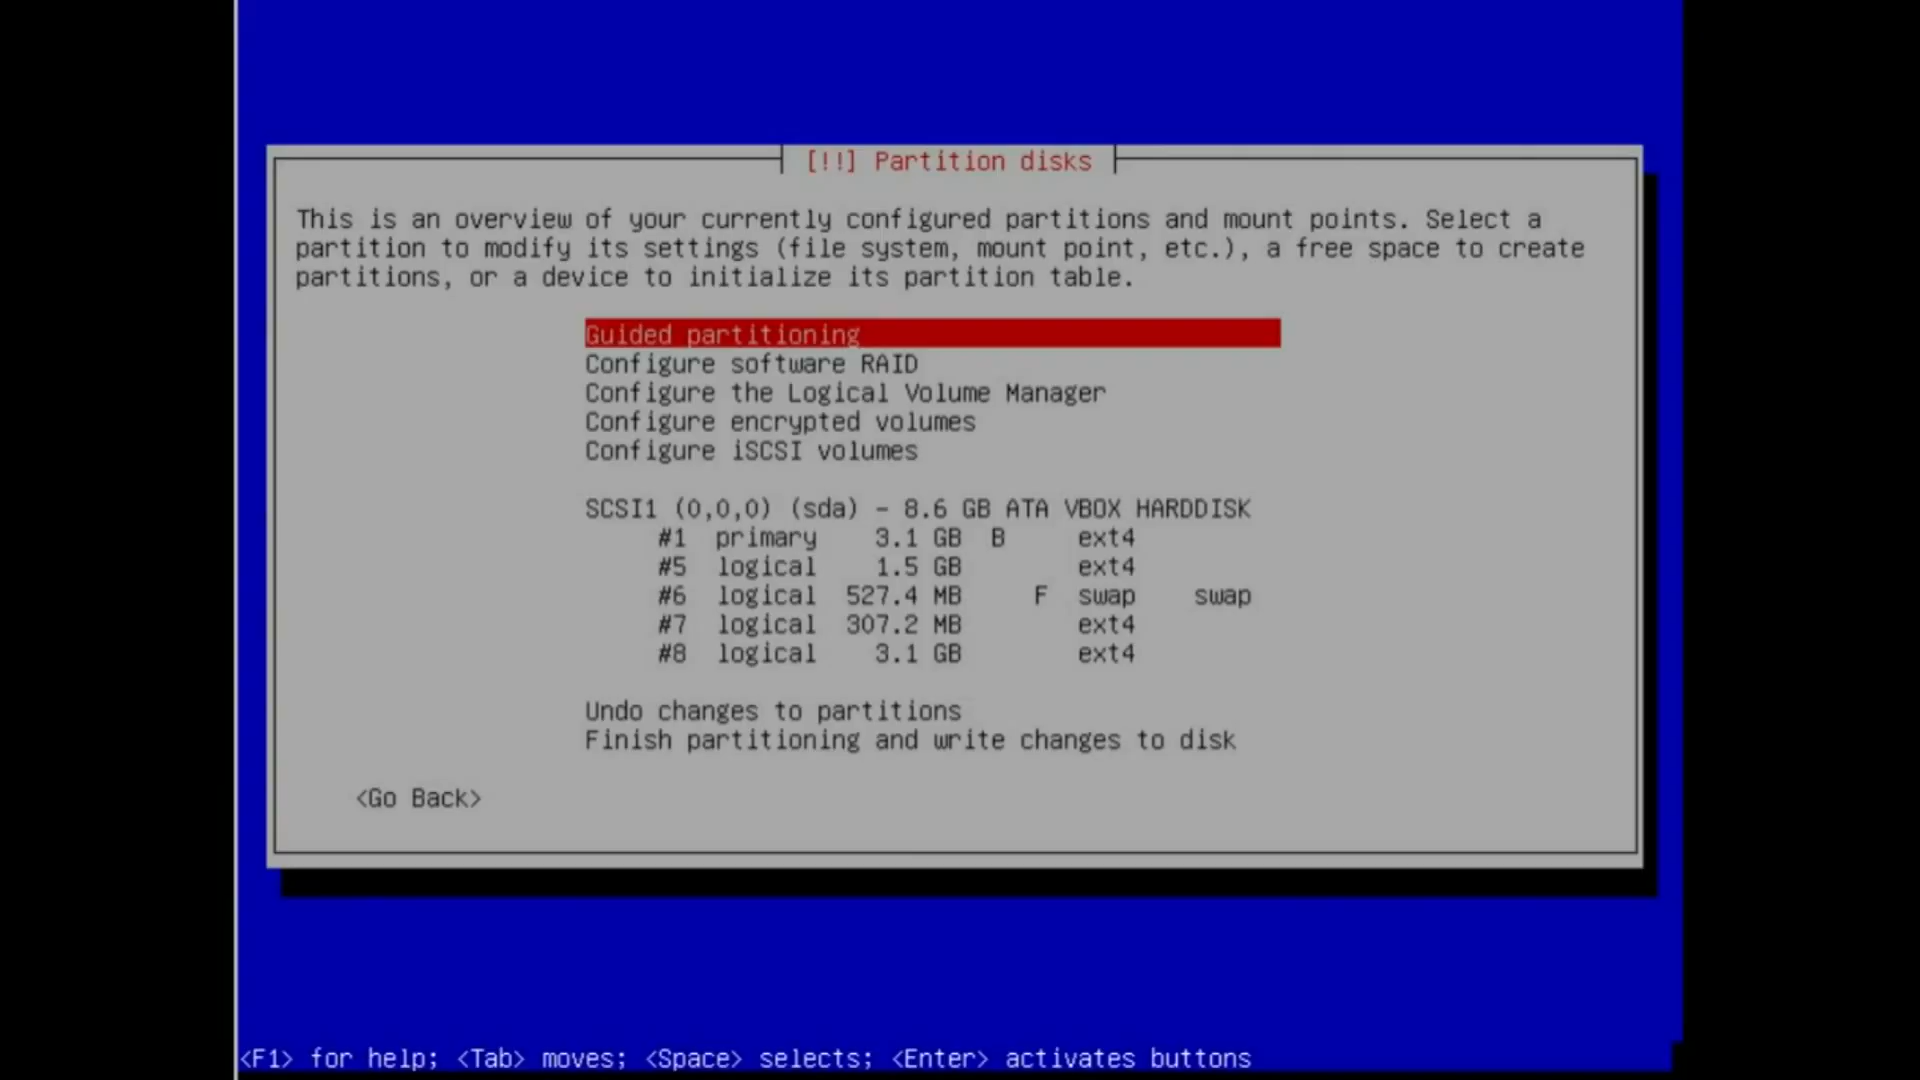 [!!] Partition disks
This is an overview of your currently configured partitions and mount points. Select a
partition to modify its settings (file system, mount point, etc.), a free space to create
partitions, or a device to initialize its partition table.
Guided partitioning
Configure software RAID
Configure the Logical Volume Manager
Configure encrypted volumes
Configure iSCSI volumes
SCSI1 (0,0,0) (sda) - 8.6 GB ATA VBOX HARDDISK
#1 primary 3.1 GB B ext4
#5 logical 1.5 GB ext4
#6 logical 527.4 MB F swap swap
#7 logical 307.2 MB ext4
#8 logical 3.1 GB ext4
Undo changes to partitions
Finish partitioning and write changes to disk
<Go Back>
<F1> for help; <Tab> moves; <Space> selects; <Enter> activates buttons